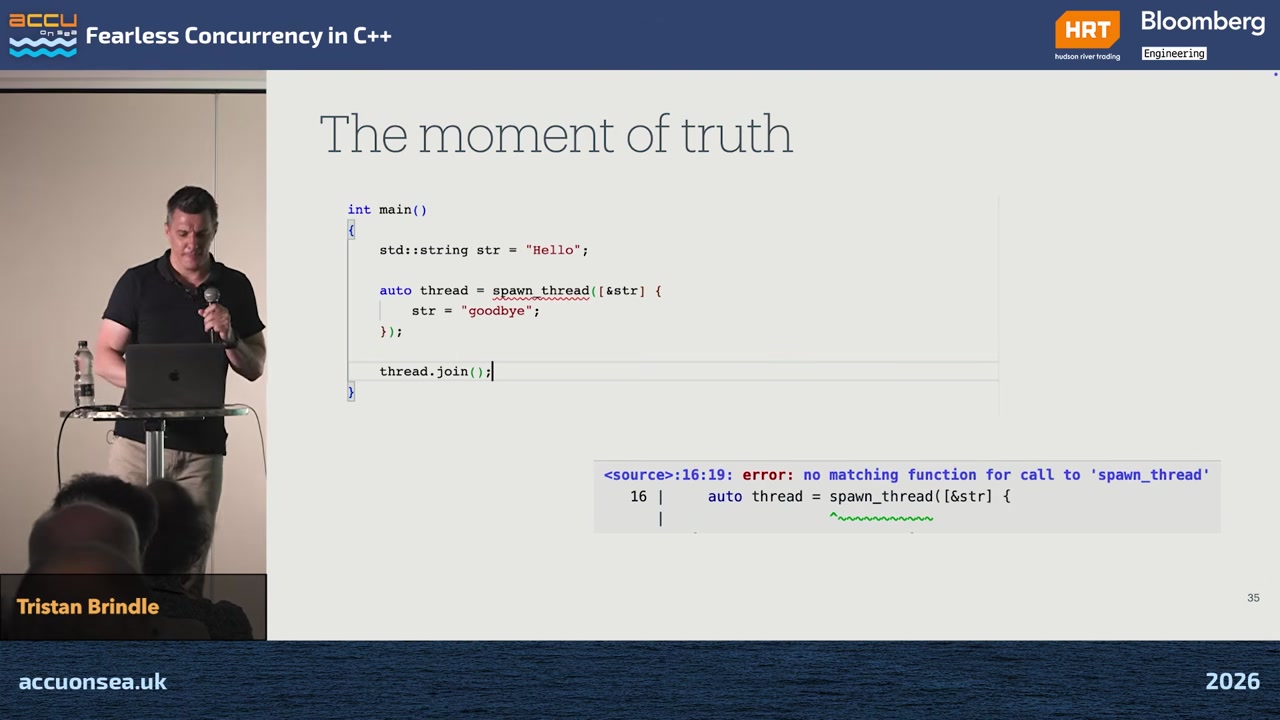 accu
on sea
Fearless Concurrency in C++
HRT
hudson river trading
Bloomberg
Engineering
The moment of truth
int main()
{
    std::string str = "Hello";
    auto thread = spawn_thread([&str] {
        str = "goodbye";
    });
    thread.join();
}
<source>:16:19: error: no matching function for call to 'spawn_thread'
16 |     auto thread = spawn_thread([&str] {
|                   ^~~~~~~~~~~~
35
Tristan Brindle
accuonsea.uk
2026